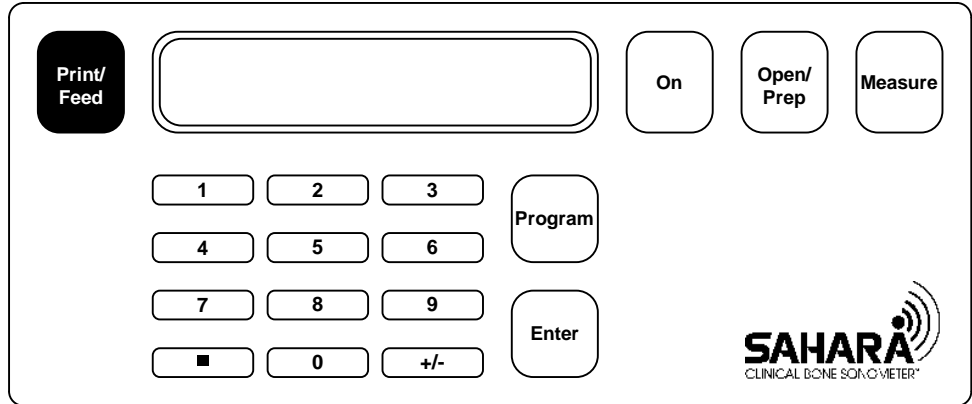 Print/
Feed
On
Open/
Prep
Measure
1 2 3
Program
4 5 6
7 8 9
Enter
0 +/-
SAHARA
CLINICAL BONE SONOMETER™